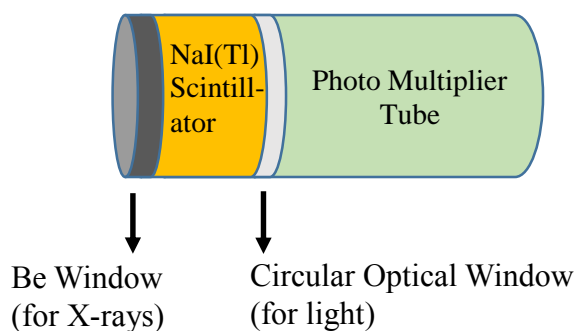 NaI(Tl)
Scintill-
ator
Photo Multiplier
Tube
Be Window
(for X-rays)
Circular Optical Window
(for light)